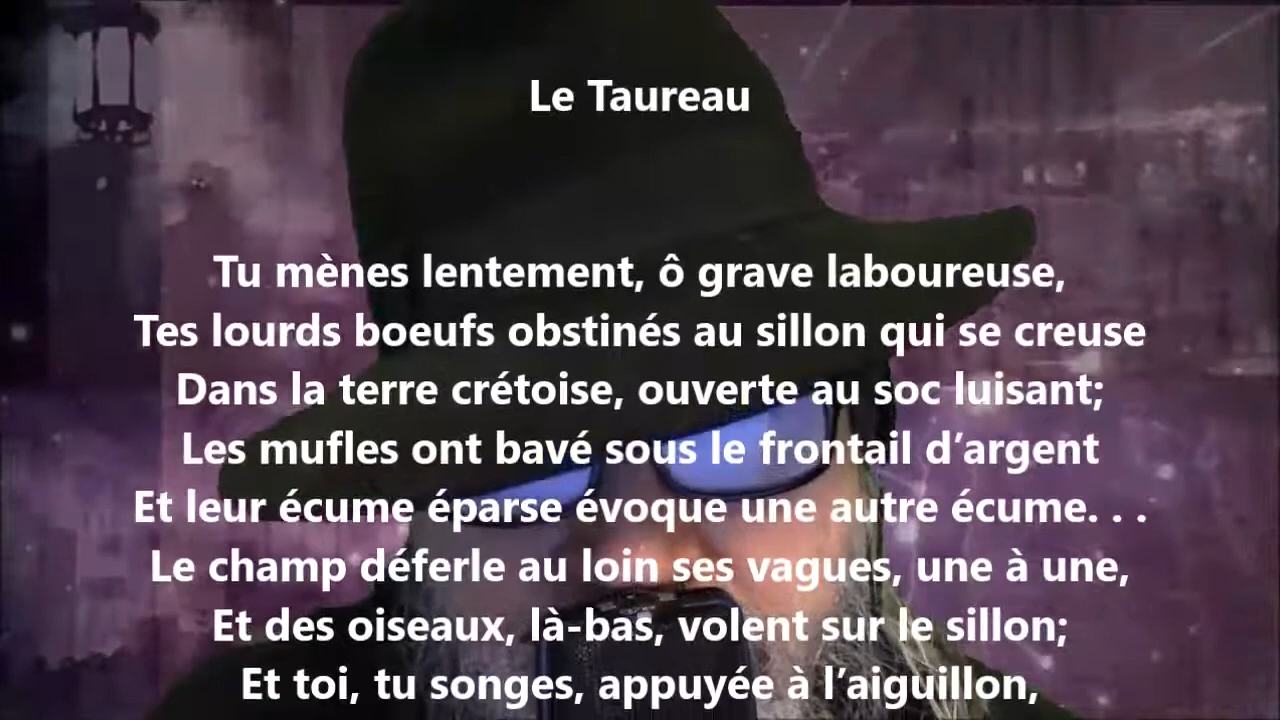 Le Taureau
Tu mènes lentement, ô grave laboureuse,
Tes lourds boeufs obstinés au sillon qui se creuse
Dans la terre crétoise, ouverte au soc luisant;
Les mufles ont bavé sous le frontail d’argent
Et leur écume éparse évoque une autre écume. . .
Le champ déferle au loin ses vagues, une à une,
Et des oiseaux, là-bas, volent sur le sillon;
Et toi, tu songes, appuyée à l’aiguillon,